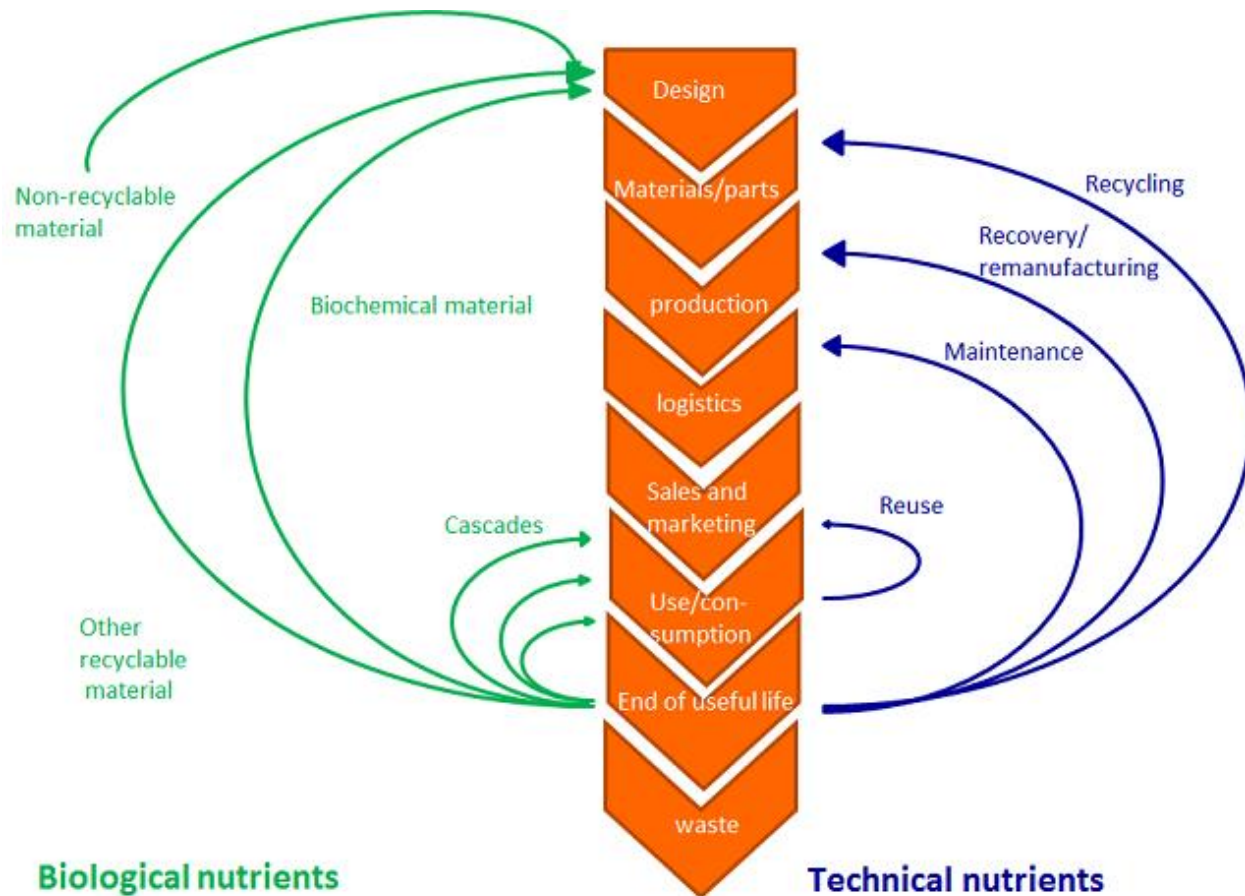 Design
Materials/parts
production
logistics
Sales and
marketing
Use/con-
sumption
End of useful life
waste
Non-recyclable
material
Biochemical material
Cascades
Other
recyclable
material
Biological nutrients
Recycling
Recovery/
remanufacturing
Maintenance
Reuse
Technical nutrients